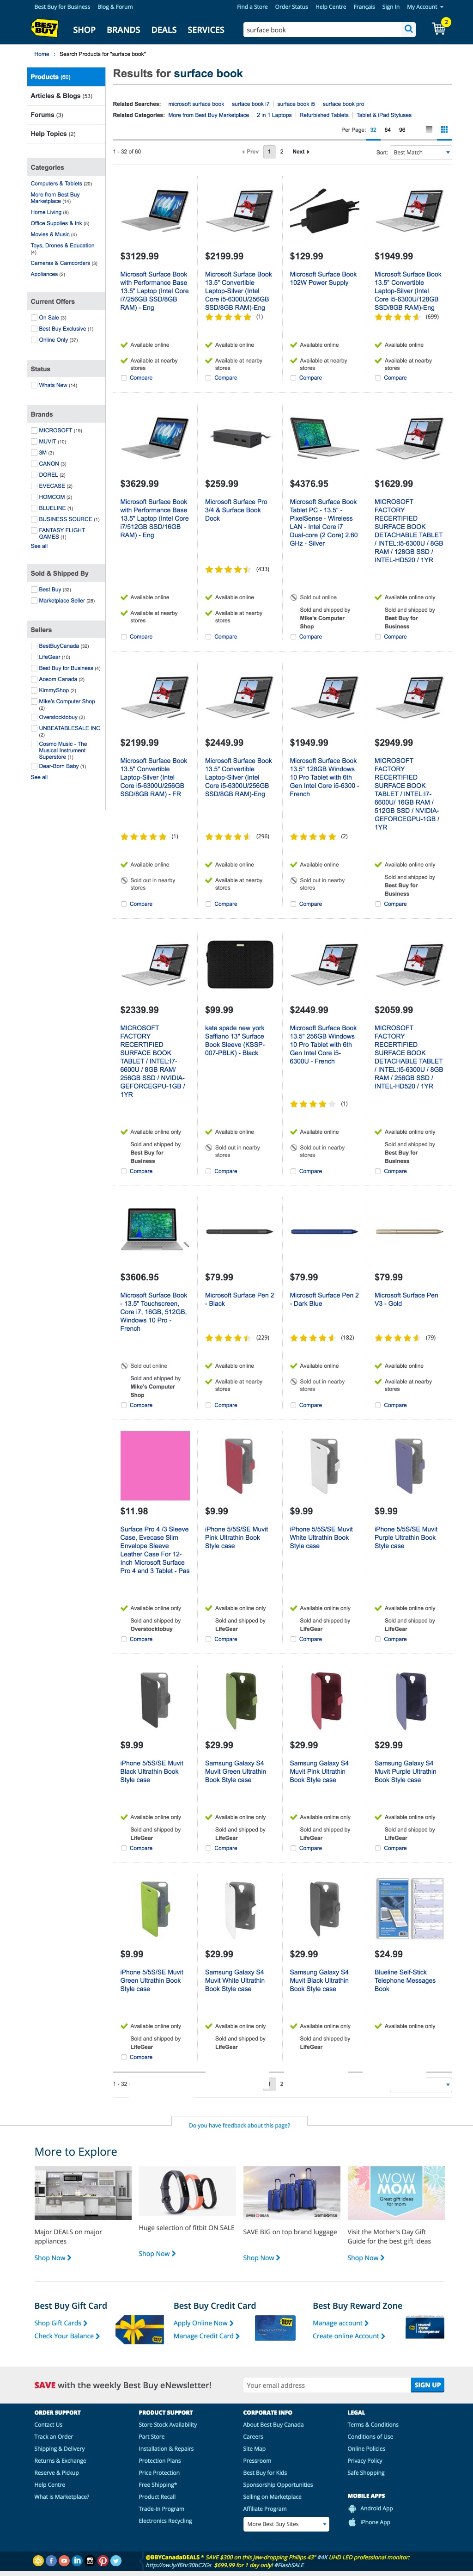 Best Buy for Business Blog & Forum Find a Store Order Status Help Centre Français Sign In My Account
BEST BUY SHOP BRANDS DEALS SERVICES surface book 2
Home Search Products for "surface book"
Products (60)
Articles & Blogs (53)
Forums (3)
Help Topics (2)
Categories
Computers & Tablets (20)
More from Best Buy
Marketplace (14)
Home Living (8)
Office Supplies & Ink (5)
Movies & Music (4)
Toys, Drones & Education
(4)
Cameras & Camcorders (3)
Appliances (2)
Current Offers
On Sale (3)
Best Buy Exclusive (1)
Online Only (37)
Status
Whats New (14)
Brands
MICROSOFT (19)
MUVIT (10)
3M (3)
CANON (3)
DOREL (2)
EVECASE (2)
HOMCOM (2)
BLUELINE (1)
BUSINESS SOURCE (1)
FANTASY FLIGHT
GAMES (1)
See all
Sold & Shipped By
Best Buy (32)
Marketplace Seller (28)
Sellers
BestBuyCanada (32)
LifeGear (10)
Best Buy for Business (4)
Aosom Canada (2)
KimmyShop (2)
Mike's Computer Shop
(2)
Overstocktobuy (2)
UNBEATABLESALE INC
(2)
Cosmo Music - The
Musical Instrument
Superstore (1)
Dear-Born Baby (1)
See all
Results for surface book
Related Searches: microsoft surface book surface book i7 surface book i5 surface book pro
Related Categories: More from Best Buy Marketplace 2 in 1 Laptops Refurbished Tablets Tablet & iPad Styluses
Per Page: 32 64 96
1 - 32 of 60 Prev 1 2 Next Sort: Best Match
$3129.99
Microsoft Surface Book
with Performance Base
13.5" Laptop (Intel Core
i7/256GB SSD/8GB
RAM) - Eng
Available online
Available at nearby
stores
Compare
$2199.99
Microsoft Surface Book
13.5" Convertible
Laptop-Silver (Intel
Core i5-6300U/256GB
SSD/8GB RAM)-Eng
(1)
Available online
Available at nearby
stores
Compare
$129.99
Microsoft Surface Book
102W Power Supply
Available online
Available at nearby
stores
Compare
$1949.99
Microsoft Surface Book
13.5" Convertible
Laptop-Silver (Intel
Core i5-6300U/128GB
SSD/8GB RAM)-Eng
(699)
Available online
Available at nearby
stores
Compare
$3629.99
Microsoft Surface Book
with Performance Base
13.5" Laptop (Intel Core
i7/512GB SSD/16GB
RAM) - Eng
Available online
Available at nearby
stores
Compare
$259.99
Microsoft Surface Pro
3/4 & Surface Book
Dock
(433)
Available online
Available at nearby
stores
Compare
$4376.95
Microsoft Surface Book
Tablet PC - 13.5" -
PixelSense - Wireless
LAN - Intel Core i7
Dual-core (2 Core) 2.60
GHz - Silver
Sold out online
Sold and shipped by
Mike's Computer
Shop
Compare
$1629.99
MICROSOFT
FACTORY
RECERTIFIED
SURFACE BOOK
DETACHABLE TABLET
/ INTEL:I5-6300U / 8GB
RAM / 128GB SSD /
INTEL-HD520 / 1YR
Available online only
Sold and shipped by
Best Buy for
Business
Compare
$2199.99
Microsoft Surface Book
13.5" Convertible
Laptop-Silver (Intel
Core i5-6300U/256GB
SSD/8GB RAM) - FR
(1)
Available online
Sold out in nearby
stores
Compare
$2449.99
Microsoft Surface Book
13.5" Convertible
Laptop-Silver (Intel
Core i5-6300U/256GB
SSD/8GB RAM)-Eng
(296)
Available online
Available at nearby
stores
Compare
$1949.99
Microsoft Surface Book
13.5" 128GB Windows
10 Pro Tablet with 6th
Gen Intel Core i5-6300 -
French
(2)
Available online
Sold out in nearby
stores
Compare
$2949.99
MICROSOFT
FACTORY
RECERTIFIED
SURFACE BOOK
TABLET / INTEL:I7-
6600U/ 16GB RAM /
512GB SSD / NVIDIA-
GEFORCEGPU-1GB /
1YR
Available online only
Sold and shipped by
Best Buy for
Business
Compare
$2339.99
MICROSOFT
FACTORY
RECERTIFIED
SURFACE BOOK
TABLET / INTEL:I7-
6600U / 8GB RAM/
256GB SSD / NVIDIA-
GEFORCEGPU-1GB /
1YR
Available online only
Sold and shipped by
Best Buy for
Business
Compare
$99.99
kate spade new york
Saffiano 13" Surface
Book Sleeve (KSSP-
007-PBLK) - Black
Available online
Sold out in nearby
stores
Compare
$2449.99
Microsoft Surface Book
13.5" 256GB Windows
10 Pro Tablet with 6th
Gen Intel Core i5-
6300U - French
(1)
Available online
Sold out in nearby
stores
Compare
$2059.99
MICROSOFT
FACTORY
RECERTIFIED
SURFACE BOOK
DETACHABLE TABLET
/ INTEL:I5-6300U / 8GB
RAM / 256GB SSD /
INTEL-HD520 / 1YR
Available online only
Sold and shipped by
Best Buy for
Business
Compare
$3606.95
Microsoft Surface Book
- 13.5" Touchscreen,
Core i7, 16GB, 512GB,
Windows 10 Pro -
French
Sold out online
Sold and shipped by
Mike's Computer
Shop
Compare
$79.99
Microsoft Surface Pen 2
- Black
(229)
Available online
Available at nearby
stores
Compare
$79.99
Microsoft Surface Pen 2
- Dark Blue
(182)
Available online
Sold out in nearby
stores
Compare
$79.99
Microsoft Surface Pen
V3 - Gold
(79)
Available online
Available at nearby
stores
Compare
$11.98
Surface Pro 4 /3 Sleeve
Case, Evecase Slim
Envelope Sleeve
Leather Case For 12-
Inch Microsoft Surface
Pro 4 and 3 Tablet - Pas
Available online only
Sold and shipped by
Overstocktobuy
Compare
$9.99
iPhone 5/5S/SE Muvit
Pink Ultrathin Book
Style case
Available online only
Sold and shipped by
LifeGear
Compare
$9.99
iPhone 5/5S/SE Muvit
White Ultrathin Book
Style case
Available online only
Sold and shipped by
LifeGear
Compare
$9.99
iPhone 5/5S/SE Muvit
Purple Ultrathin Book
Style case
Available online only
Sold and shipped by
LifeGear
Compare
$9.99
iPhone 5/5S/SE Muvit
Black Ultrathin Book
Style case
Available online only
Sold and shipped by
LifeGear
Compare
$29.99
Samsung Galaxy S4
Muvit Green Ultrathin
Book Style case
Available online only
Sold and shipped by
LifeGear
Compare
$29.99
Samsung Galaxy S4
Muvit Pink Ultrathin
Book Style case
Available online only
Sold and shipped by
LifeGear
Compare
$29.99
Samsung Galaxy S4
Muvit Purple Ultrathin
Book Style case
Available online only
Sold and shipped by
LifeGear
Compare
$9.99
iPhone 5/5S/SE Muvit
Green Ultrathin Book
Style case
Available online only
Sold and shipped by
LifeGear
Compare
$29.99
Samsung Galaxy S4
Muvit White Ultrathin
Book Style case
Available online only
Sold and shipped by
LifeGear
$29.99
Samsung Galaxy S4
Muvit Black Ultrathin
Book Style case
Available online only
Sold and shipped by
LifeGear
$24.99
Blueline Self-Stick
Telephone Messages
Book
Available online only
1 - 32 1 2
Do you have feedback about this page?
More to Explore
Major DEALS on major
appliances
Shop Now
Huge selection of fitbit ON SALE
Shop Now
SWISS GEAR Samsonite
SAVE BIG on top brand luggage
Shop Now
WOW
MOM
Great gift ideas
for mom
Visit the Mother's Day Gift
Guide for the best gift ideas
Shop Now
Best Buy Gift Card
Shop Gift Cards
Check Your Balance
Best Buy Credit Card
Apply Online Now
Manage Credit Card
Best Buy Reward Zone
Manage account
Create online Account
SAVE with the weekly Best Buy eNewsletter! Your email address SIGN UP
ORDER SUPPORT
Contact Us
Track an Order
Shipping & Delivery
Returns & Exchange
Reserve & Pickup
Help Centre
What is Marketplace?
PRODUCT SUPPORT
Store Stock Availability
Part Store
Installation & Repairs
Protection Plans
Price Protection
Free Shipping*
Product Recall
Trade-In Program
Electronics Recycling
CORPORATE INFO
About Best Buy Canada
Careers
Site Map
Pressroom
Best Buy for Kids
Sponsorship Opportunities
Selling on Marketplace
Affiliate Program
More Best Buy Sites
LEGAL
Terms & Conditions
Conditions of Use
Online Policies
Privacy Policy
Safe Shopping
MOBILE APPS
Android App
iPhone App
@BBYCanadaDEALS * SAVE $300 on this jaw-dropping Philips 43" #4K UHD LED professional monitor:
http://ow.ly/f6hr30bC2Gs $699.99 for 1 day only! #FlashSALE